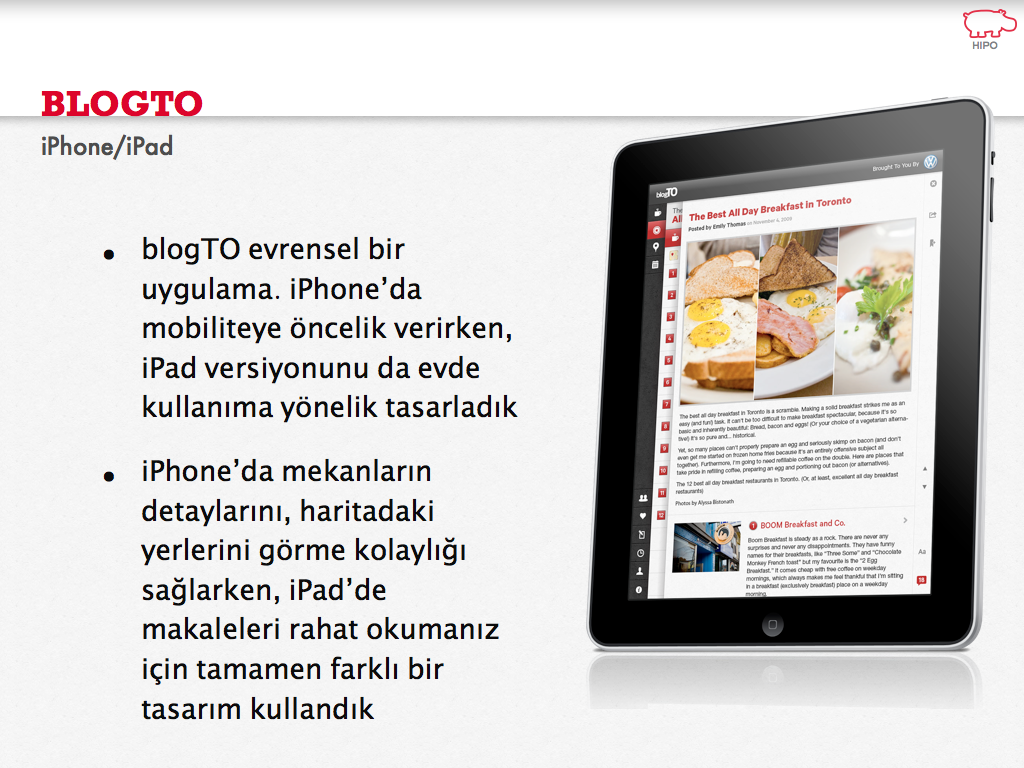 HIPO
BLOGTO
iPhone/iPad
• blogTO evrensel bir
uygulama. iPhone’da
mobiliteye öncelik verirken,
iPad versiyonunu da evde
kullanıma yönelik tasarladık
• iPhone’da mekanların
detaylarını, haritadaki
yerlerini görme kolaylığı
sağlarken, iPad’de
makaleleri rahat okumanız
için tamamen farklı bir
tasarım kullandık
blogTO
Brought To You By
The Best All Day Breakfast in Toronto
Posted by Emily Thomas on November 4, 2009
The best all day breakfast in Toronto is a scramble. Making a solid breakfast strikes me as an
easy (and fun!) task. It can't be too difficult to make breakfast spectacular, because it's so
basic and inherently beautiful: Bread, bacon and eggs! (Or your choice of a vegetarian alterna-
tive!) It's so pure and... historical.
Yet, so many places can't properly prepare an egg and seriously skimp on bacon (and don't
even get me started on frozen home fries because it's an entirely offensive subject all
together). Furthermore, I'm going to need refillable coffee on the double. Here are places that
take pride in refilling coffee, preparing an egg and portioning out bacon (or alternatives).
The 12 best all day breakfast restaurants in Toronto. (Or, at least, excellent all day breakfast
restaurants)
Photos by Alyssa Bistonath
1 BOOM Breakfast and Co.
Boom Breakfast is steady as a rock. There are never any
surprises and never any disappointments. They have funny
names for their breakfasts, like "Three Some" and "Chocolate
Monkey French toast" but my favourite is the "2 Egg
Breakfast." It comes cheap with free coffee on weekday
mornings, which always makes me feel thankful that I'm sitting
in a breakfast (exclusively breakfast) place on a weekday
morning.
Aa